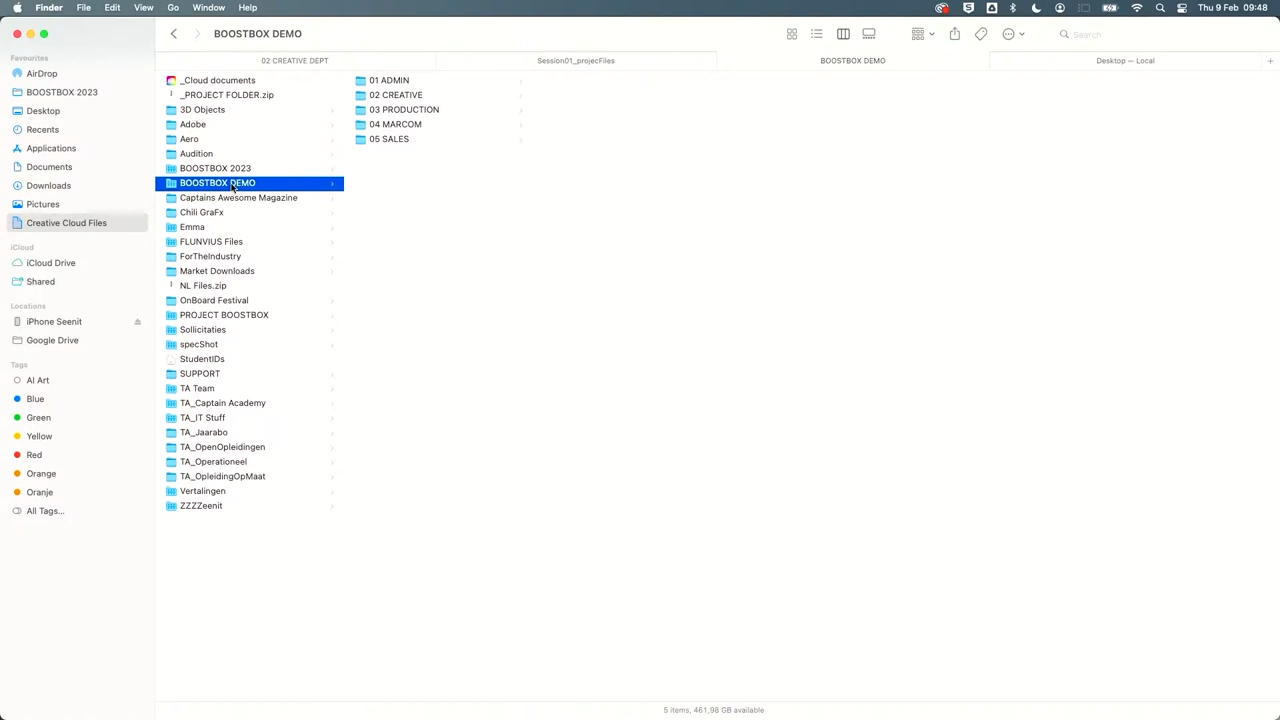 Finder File Edit View Go Window Help
Thu 9 Feb 09:48
BOOSTBOX DEMO
Search
02 CREATIVE DEPT
Session01_projecFiles
BOOSTBOX DEMO
Desktop — Local
Favourites
AirDrop
BOOSTBOX 2023
Desktop
Recents
Applications
Documents
Downloads
Pictures
Creative Cloud Files
iCloud
iCloud Drive
Shared
Locations
iPhone Seenit
Google Drive
Tags
AI Art
Blue
Green
Yellow
Red
Orange
Oranje
All Tags...
_Cloud documents
_PROJECT FOLDER.zip
3D Objects
Adobe
Aero
Audition
BOOSTBOX 2023
BOOSTBOX DEMO
Captains Awesome Magazine
Chili GraFx
Emma
FLUNVIUS Files
ForTheIndustry
Market Downloads
NL Files.zip
OnBoard Festival
PROJECT BOOSTBOX
Sollicitaties
specShot
StudentIDs
SUPPORT
TA Team
TA_Captain Academy
TA_IT Stuff
TA_Jaarabo
TA_OpenOpleidingen
TA_Operationeel
TA_OpleidingOpMaat
Vertalingen
ZZZZeenit
01 ADMIN
02 CREATIVE
03 PRODUCTION
04 MARCOM
05 SALES
5 items, 461,98 GB available